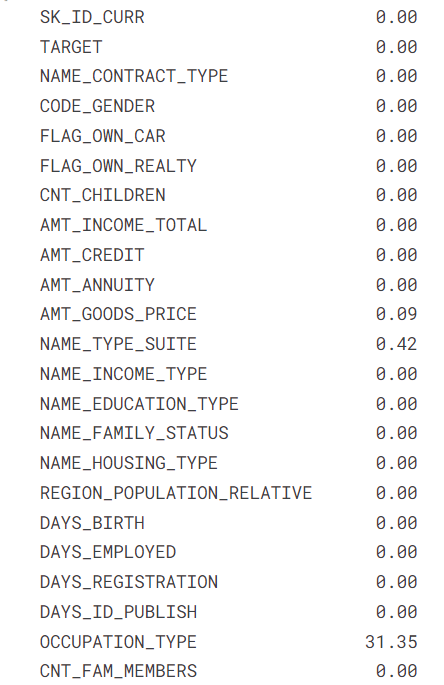 SK_ID_CURR 0.00
TARGET 0.00
NAME_CONTRACT_TYPE 0.00
CODE_GENDER 0.00
FLAG_OWN_CAR 0.00
FLAG_OWN_REALTY 0.00
CNT_CHILDREN 0.00
AMT_INCOME_TOTAL 0.00
AMT_CREDIT 0.00
AMT_ANNUITY 0.00
AMT_GOODS_PRICE 0.09
NAME_TYPE_SUITE 0.42
NAME_INCOME_TYPE 0.00
NAME_EDUCATION_TYPE 0.00
NAME_FAMILY_STATUS 0.00
NAME_HOUSING_TYPE 0.00
REGION_POPULATION_RELATIVE 0.00
DAYS_BIRTH 0.00
DAYS_EMPLOYED 0.00
DAYS_REGISTRATION 0.00
DAYS_ID_PUBLISH 0.00
OCCUPATION_TYPE 31.35
CNT_FAM_MEMBERS 0.00